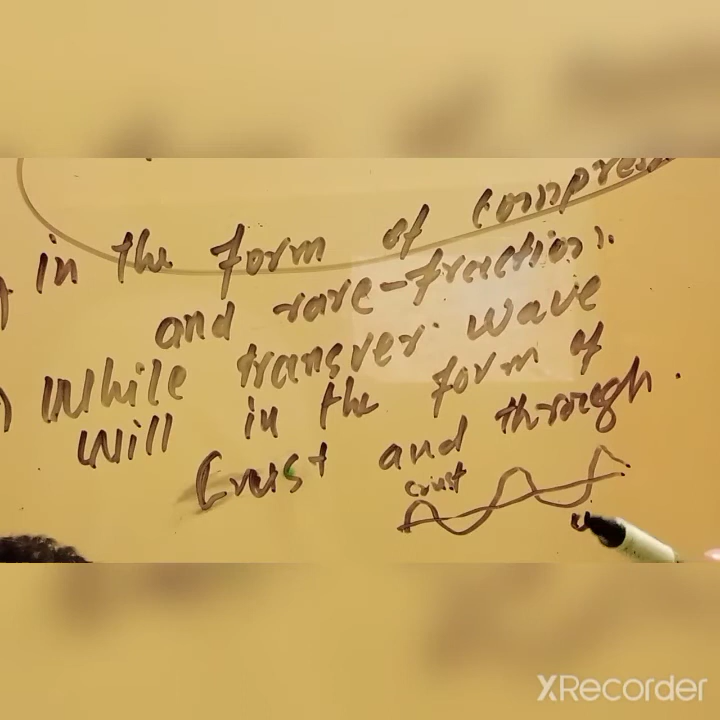 in the form of compres
and rare-fraction).
While transver. wave
will in the form of
Crust and through.
crust
XRecorder